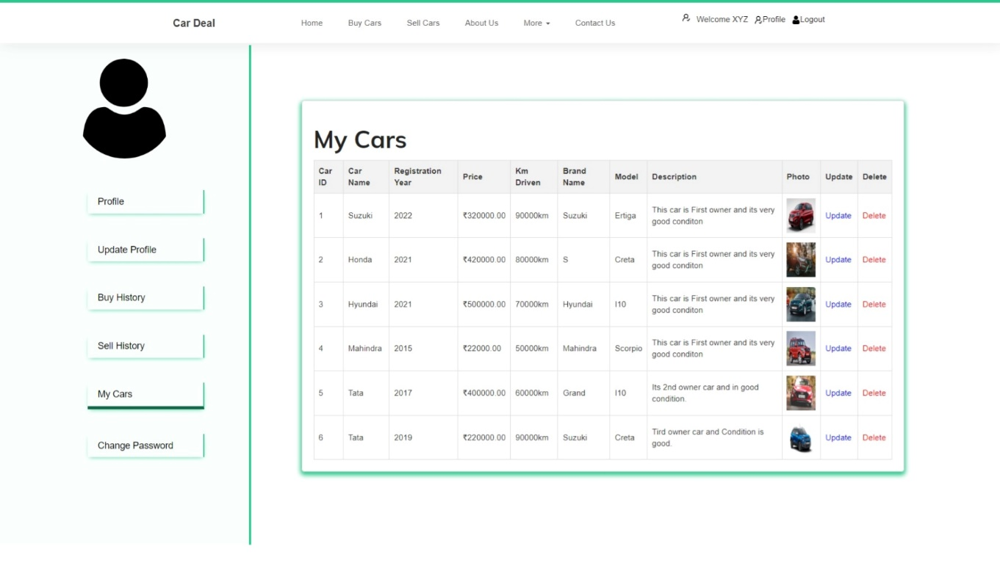 Car Deal Home Buy Cars Sell Cars About Us More Contact Us Welcome XYZ Profile Logout
Profile
Update Profile
Buy History
Sell History
My Cars
Change Password
My Cars
Car ID Car Name Registration Year Price Km Driven Brand Name Model Description Photo Update Delete
1 Suzuki 2022 ₹320000.00 90000km Suzuki Ertiga This car is First owner and its very good conditon Update Delete
2 Honda 2021 ₹420000.00 80000km S Creta This car is First owner and its very good conditon Update Delete
3 Hyundai 2021 ₹500000.00 70000km Hyundai I10 This car is First owner and its very good conditon Update Delete
4 Mahindra 2015 ₹22000.00 50000km Mahindra Scorpio This car is First owner and its very good conditon Update Delete
5 Tata 2017 ₹400000.00 60000km Grand I10 Its 2nd owner car and in good condition. Update Delete
6 Tata 2019 ₹220000.00 90000km Suzuki Creta Tird owner car and Condition is good. Update Delete